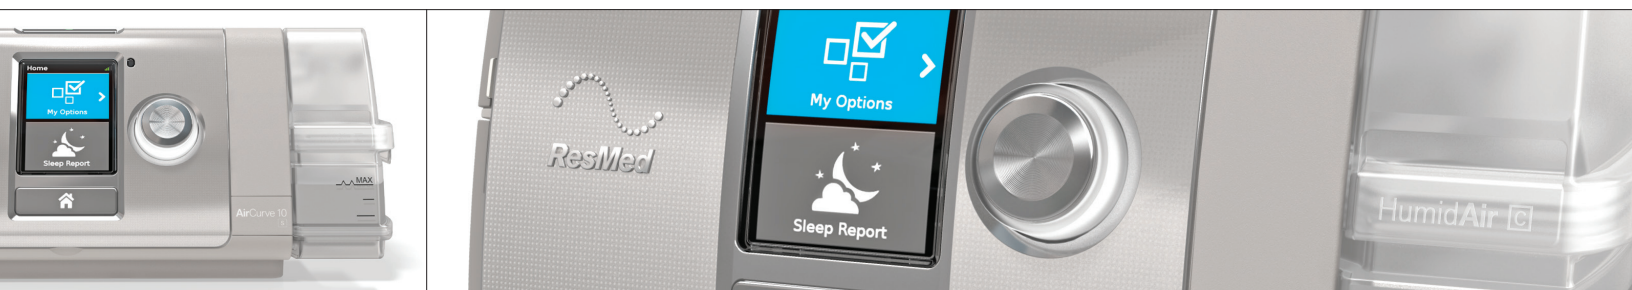 Home
My Options
Sleep Report
MAX
AirCurve 10
ResMed
My Options
Sleep Report
HumidAir C